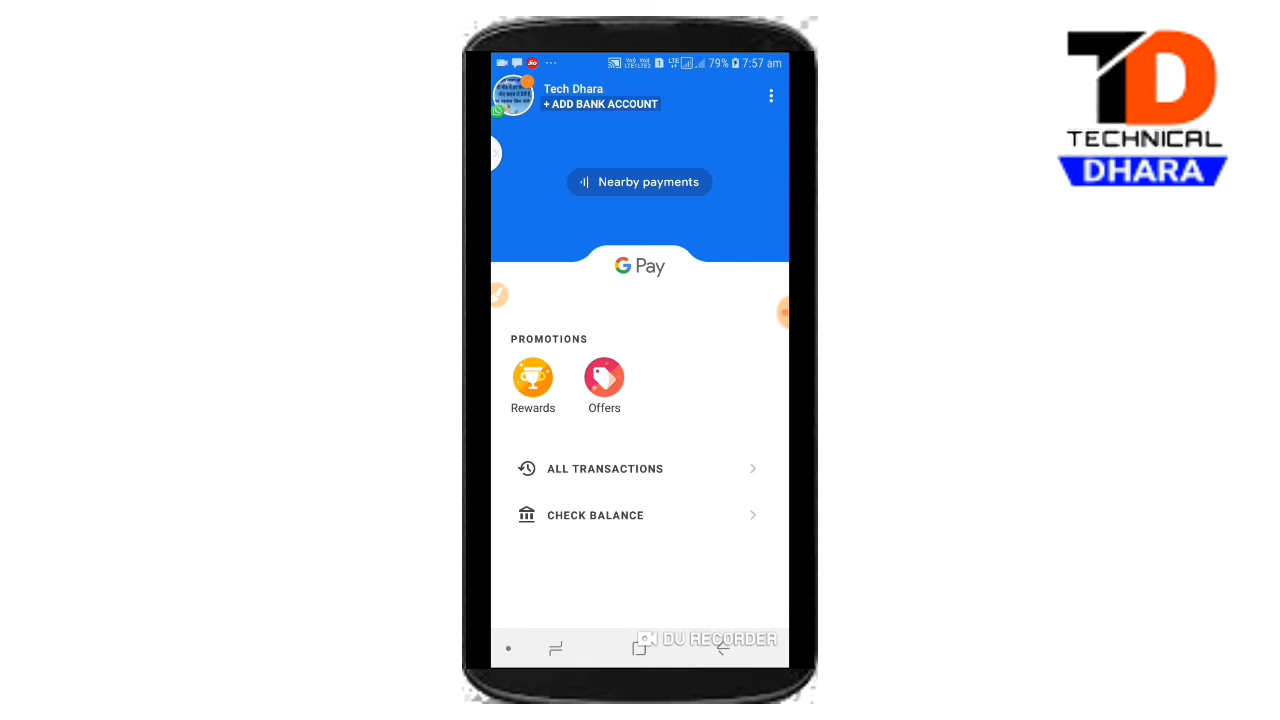 79% 7:57 am
Tech Dhara
+ ADD BANK ACCOUNT
Nearby payments
G Pay
PROMOTIONS
Rewards
Offers
ALL TRANSACTIONS
CHECK BALANCE
DU RECORDER
TD
TECHNICAL
DHARA